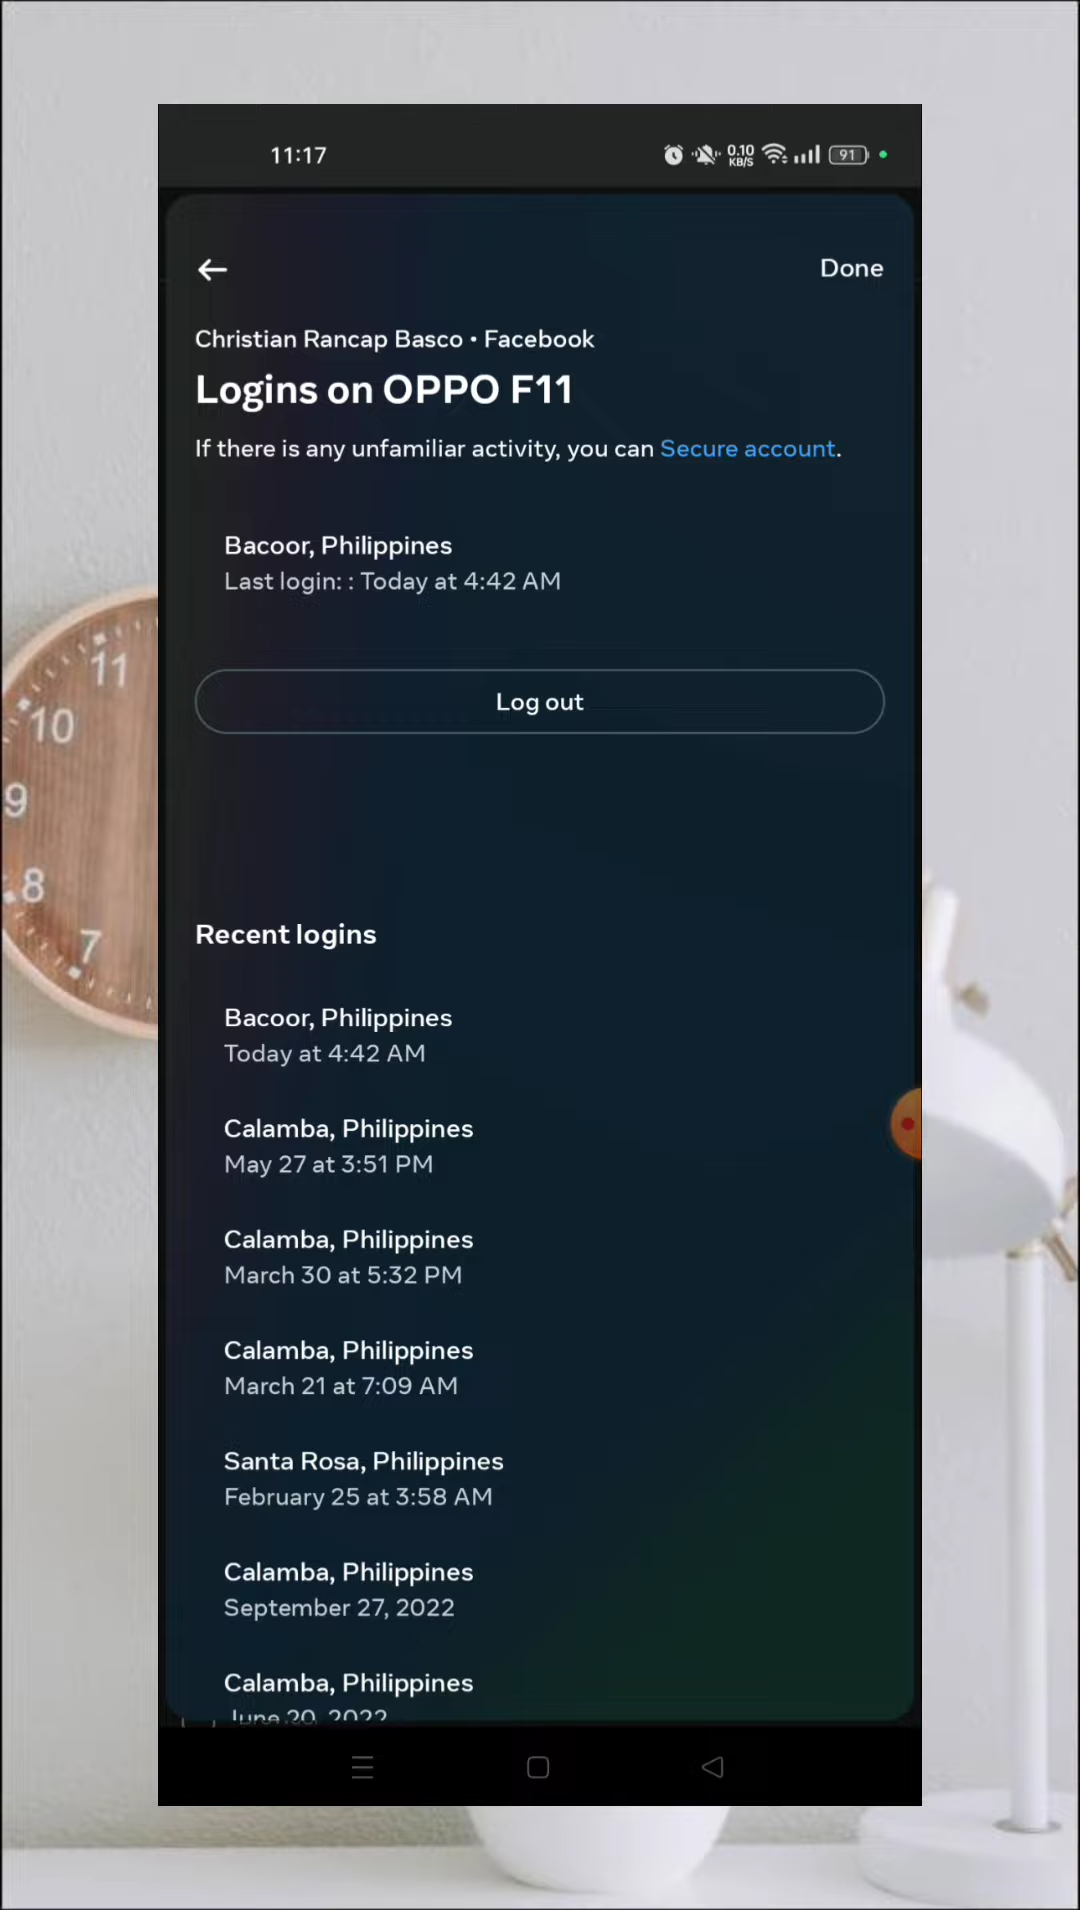 11:17
0.10
KB/S
91
Done
Christian Rancap Basco • Facebook
Logins on OPPO F11
If there is any unfamiliar activity, you can Secure account.
Bacoor, Philippines
Last login: : Today at 4:42 AM
Log out
Recent logins
Bacoor, Philippines
Today at 4:42 AM
Calamba, Philippines
May 27 at 3:51 PM
Calamba, Philippines
March 30 at 5:32 PM
Calamba, Philippines
March 21 at 7:09 AM
Santa Rosa, Philippines
February 25 at 3:58 AM
Calamba, Philippines
September 27, 2022
Calamba, Philippines
June 20, 2022
11
10
9
8
7